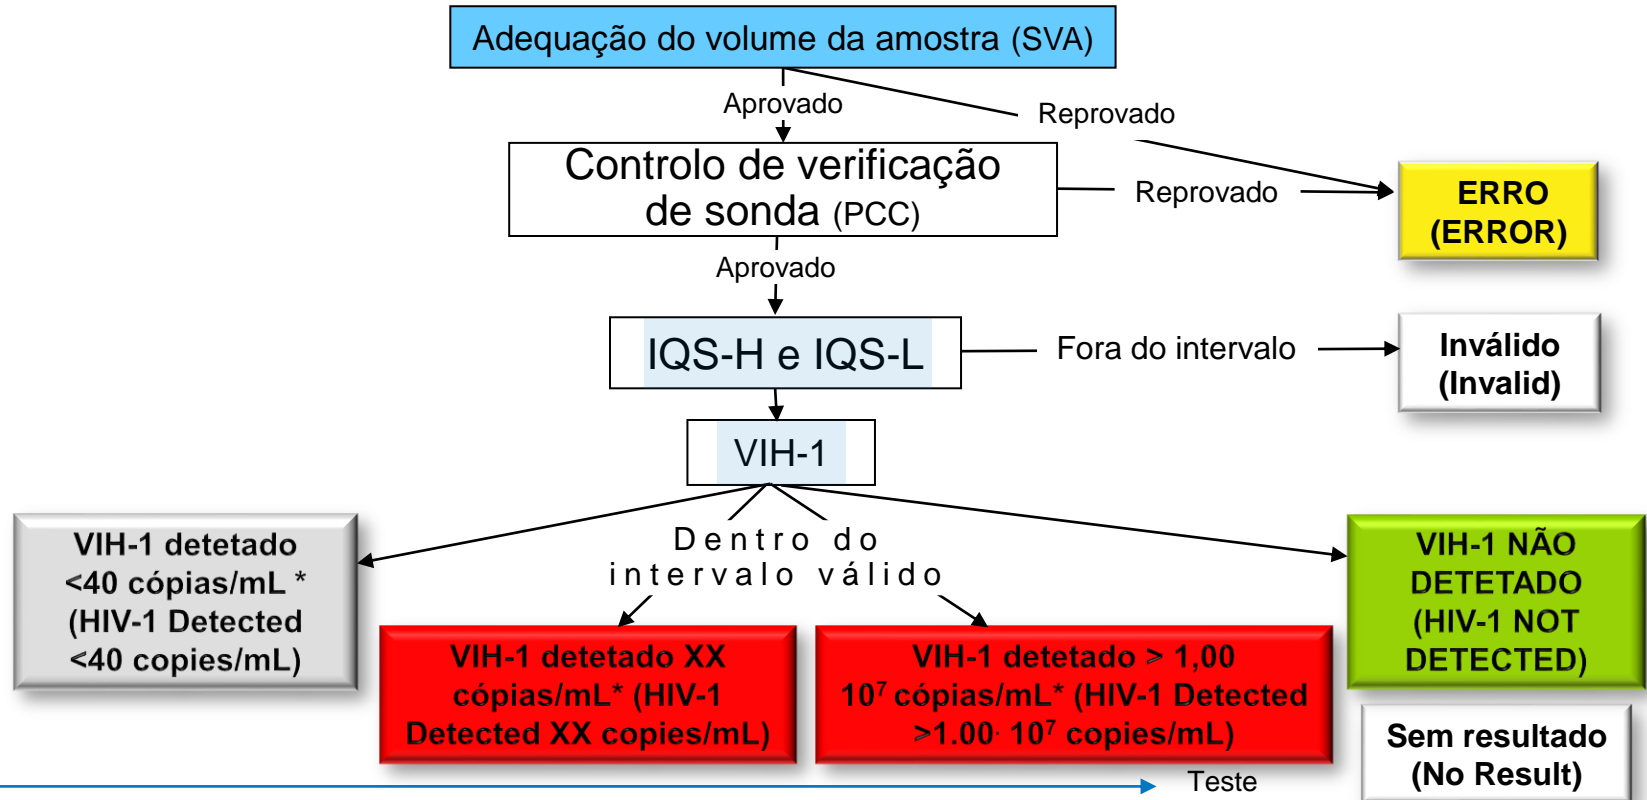 Adequação do volume da amostra (SVA)
Aprovado
Reprovado
Controlo de verificação
de sonda (PCC)
Reprovado
ERRO
(ERROR)
Aprovado
IQS-H e IQS-L
Fora do intervalo
Inválido
(Invalid)
VIH-1
VIH-1 detetado
<40 cópias/mL *
(HIV-1 Detected
<40 copies/mL)
Dentro do
intervalo válido
VIH-1 detetado XX
cópias/mL* (HIV-1
Detected XX copies/mL)
VIH-1 detetado > 1,00
10⁷ cópias/mL* (HIV-1 Detected
>1.00· 10⁷ copies/mL)
VIH-1 NÃO
DETETADO
(HIV-1 NOT
DETECTED)
Sem resultado
(No Result)
Teste